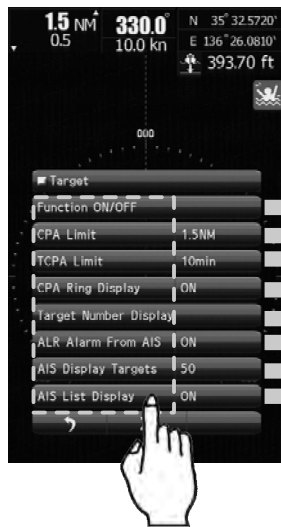 1.5 NM 330.0° N 35°32.5720'
0.5 10.0 kn E 136°26.0810'
393.70 ft
000
Target
Function ON/OFF
CPA Limit 1.5NM
TCPA Limit 10min
CPA Ring Display ON
Target Number Display
ALR Alarm From AIS ON
AIS Display Targets 50
AIS List Display ON